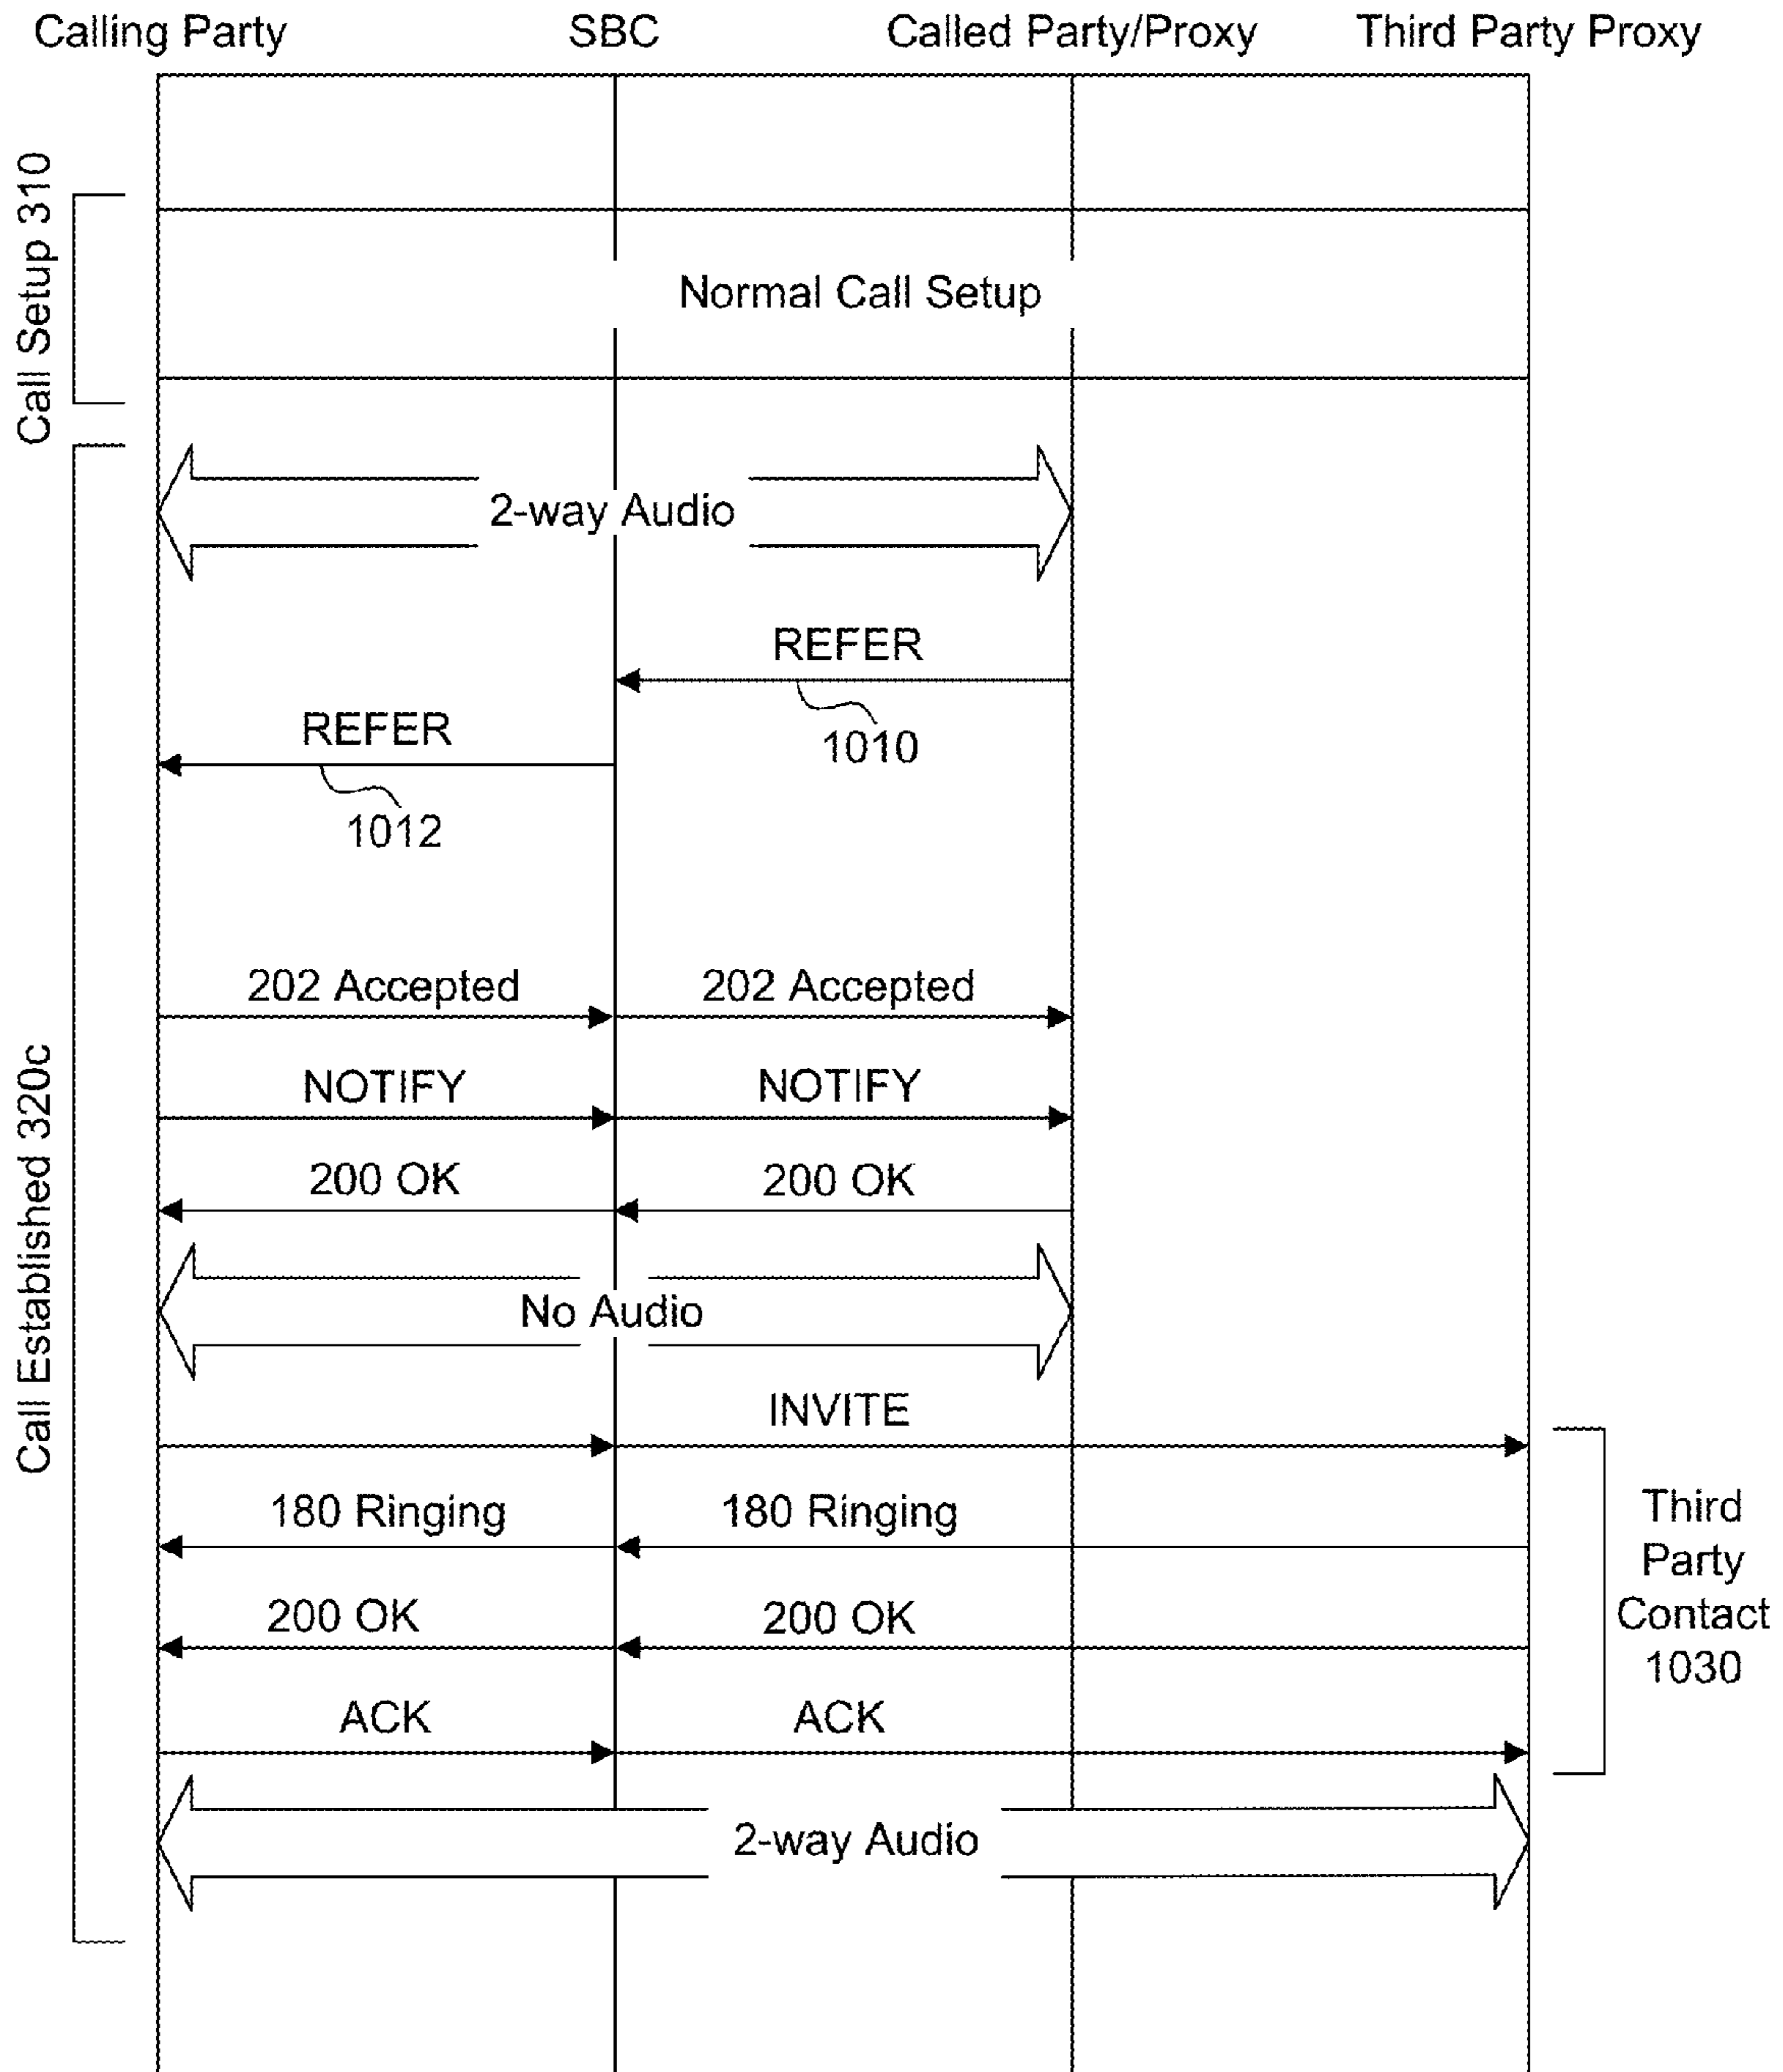 Calling Party
SBC
Called Party/Proxy
Third Party Proxy
Call Setup 310
Normal Call Setup
Call Established 320c
2-way Audio
REFER
1010
REFER
1012
202 Accepted
202 Accepted
NOTIFY
NOTIFY
200 OK
200 OK
No Audio
INVITE
180 Ringing
180 Ringing
200 OK
200 OK
ACK
ACK
Third
Party
Contact
1030
2-way Audio